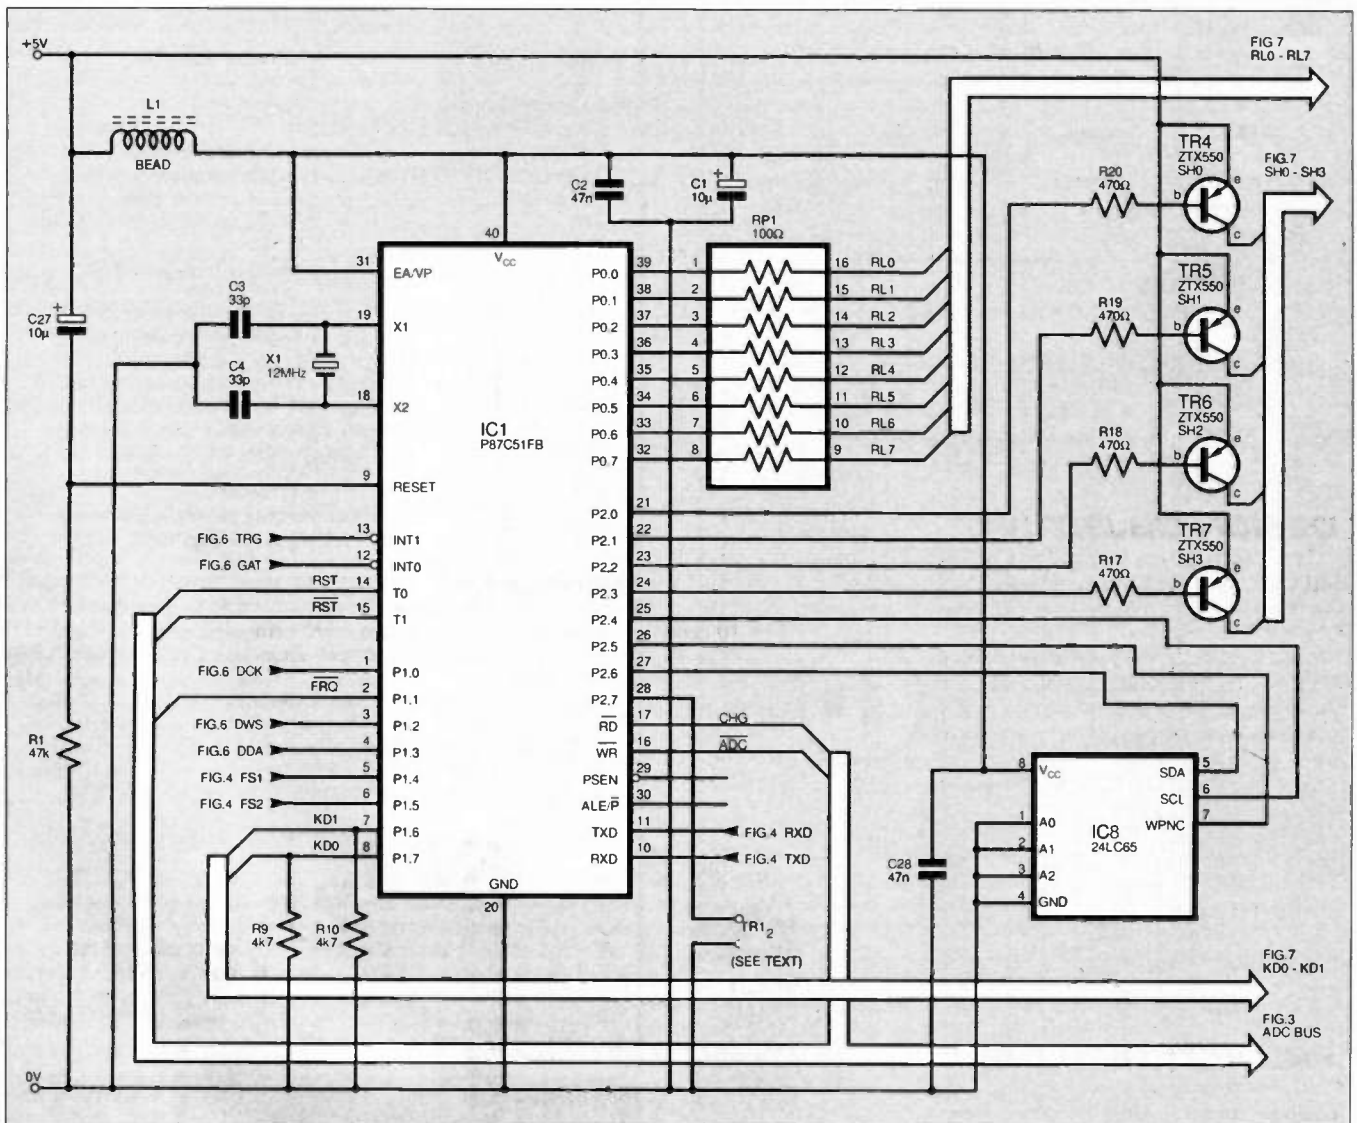 +5V
L1
BEAD
FIG 7
RL0 - RL7
FIG.7
SH0 - SH3
TR4
ZTX550
SH0
R20
470Ω
b
e
c
C2
47n
C1
10µ
+
RP1
100Ω
TR5
ZTX550
SH1
R19
470Ω
b
e
c
TR6
ZTX550
SH2
R18
470Ω
b
e
c
TR7
ZTX550
SH3
R17
470Ω
b
e
c
C27
10µ
+
C3
33p
C4
33p
X1
12MHz
IC1
P87C51FB
40
VCC
31 EA/VP
19 X1
18 X2
9 RESET
FIG.6 TRG 13 INT1
FIG.6 GAT 12 INT0
RST 14 T0
R̅S̅T̅ 15 T1
FIG.6 DCK 1 P1.0
F̅R̅Q̅ 2 P1.1
FIG.6 DWS 3 P1.2
FIG.6 DDA 4 P1.3
FIG.4 FS1 5 P1.4
FIG.4 FS2 6 P1.5
KD1 7 P1.6
KD0 8 P1.7
GND
20
P0.0 39 1 16 RL0
P0.1 38 2 15 RL1
P0.2 37 3 14 RL2
P0.3 36 4 13 RL3
P0.4 35 5 12 RL4
P0.5 34 6 11 RL5
P0.6 33 7 10 RL6
P0.7 32 8 9 RL7
P2.0 21
P2.1 22
P2.2 23
P2.3 24
P2.4 25
P2.5 26
P2.6 27
P2.7 28
R̅D̅ 17 CHG
W̅R̅ 16 A̅D̅C̅
PSEN 29
ALE/P̅ 30
TXD 11 FIG.4 RXD
RXD 10 FIG.4 TXD
R1
47k
R9
4k7
R10
4k7
TR1 2
(SEE TEXT)
C28
47n
IC8
24LC65
8 VCC
1 A0
2 A1
3 A2
4 GND
SDA 5
SCL 6
WPNC 7
FIG.7
KD0 - KD1
FIG.3
ADC BUS
0V